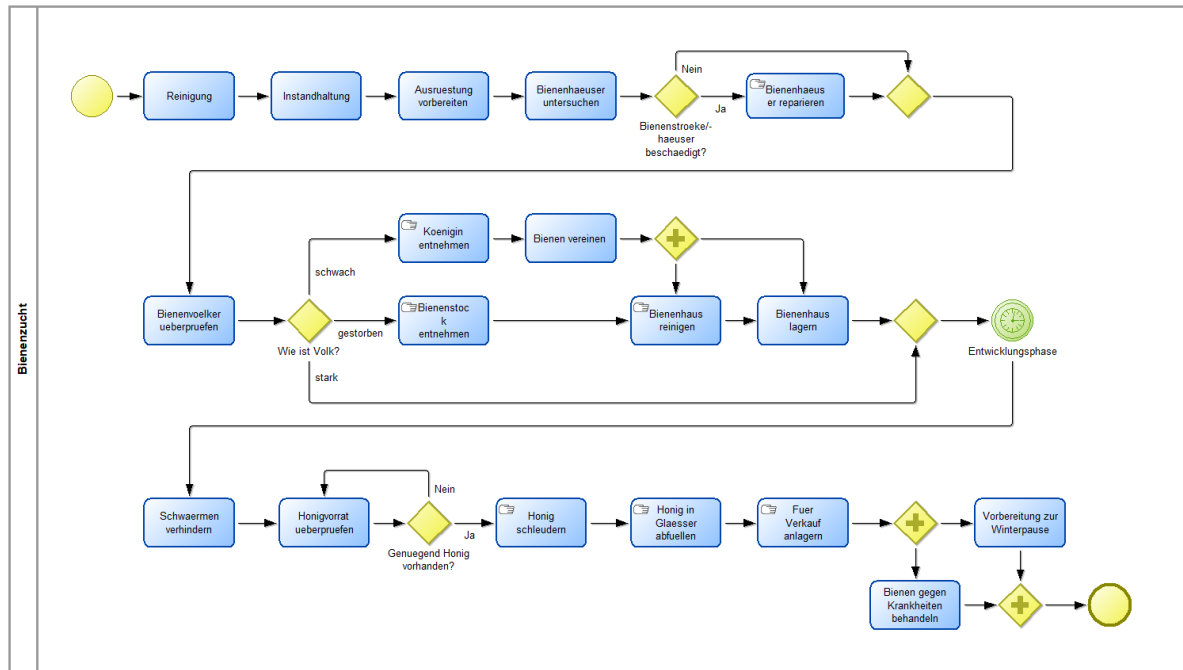 Bienenzucht
Reinigung
Instandhaltung
Ausruestung
vorbereiten
Bienenhaeuser
untersuchen
Nein
Ja
Bienenstroeke/-
haeuser
beschaedigt?
Bienenhaeus
er reparieren
Bienenvoelker
ueberpruefen
Wie ist Volk?
schwach
gestorben
stark
Koenigin
entnehmen
Bienen vereinen
Bienenstoc
k
entnehmen
Bienenhaus
reinigen
Bienenhaus
lagern
Entwicklungsphase
Schwaermen
verhindern
Honigvorrat
ueberpruefen
Nein
Ja
Genuegend Honig
vorhanden?
Honig
schleudern
Honig in
Glaesser
abfuellen
Fuer
Verkauf
anlagern
Vorbereitung zur
Winterpause
Bienen gegen
Krankheiten
behandeln